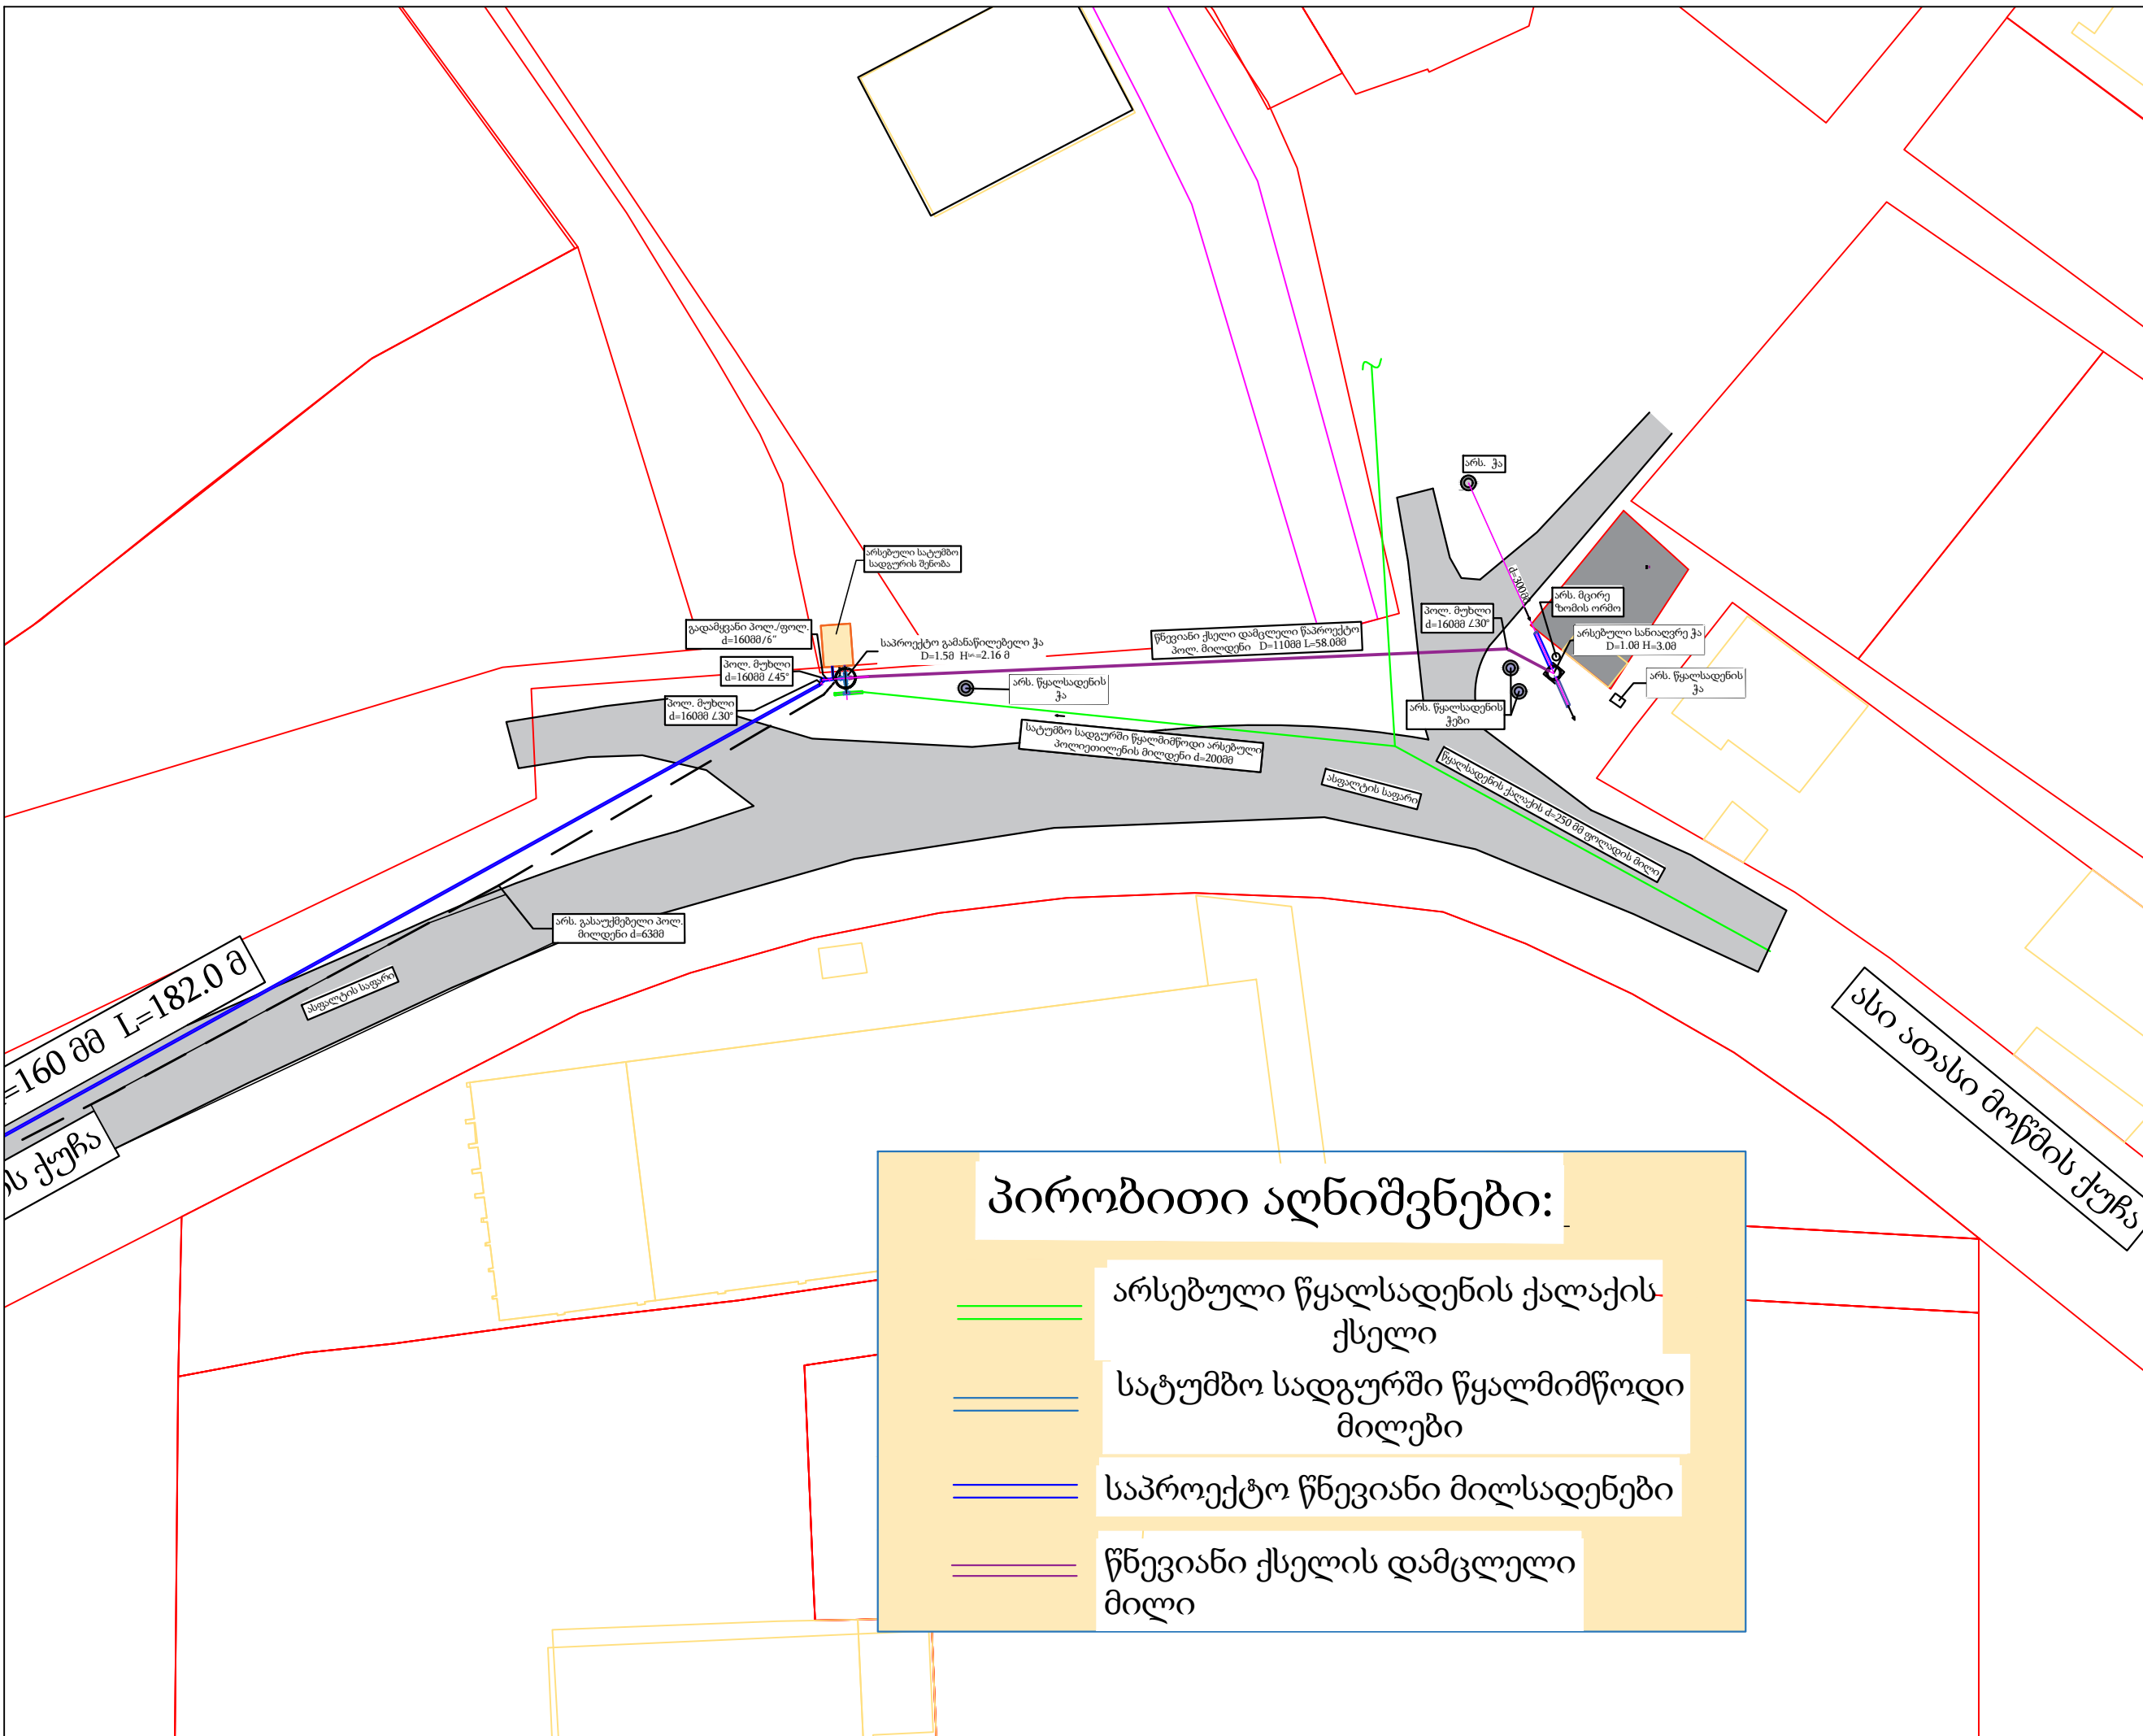 არს. ჭა
არსებული სატუმბო
სადგურის შენობა
d=300მმ
არს. მცირე
ზომის ორმო
გადამყვანი პოლ./ფოლ.
d=160მმ/6"
პოლ. მუხლი
d=160მმ ∠30°
წნევიანი ქსელი დამცლელი წაპროექტო
პოლ. მილდენი D=110მმ L=58.0მმ
არსებული სანიაღვრე ჭა
D=1.0მ H=3.0მ
საპროექტო გამანაწილებელი ჭა
D=1.5მ
=2.16 მ
პოლ. მუხლი
d=160მმ ∠45°
არს. წყალსადენის
ჭა
არს. წყალსადენის
ჭა
პოლ. მუხლი
d=160მმ ∠30°
არს. წყალსადენის
ჭები
სატუმბო სადგურში წყალმიმწოდი არსებული
პოლიეთილენის მილდენი d=200მმ
ასფალტის საფარი
წყალსადენის ქალაქის d=250 მმ ფოლადის მილი
არს. გასაუქმებელი პოლ.
მილდენი d=63მმ
ასფალტის საფარი
=160 მმ L=182.0 მ
ს ქუჩა
ასი ათასი მოწმის ქუჩა
პირობითი აღნიშვნები:
არსებული წყალსადენის ქალაქის
ქსელი
სატუმბო სადგურში წყალმიმწოდი
მილები
საპროექტო წნევიანი მილსადენები
წნევიანი ქსელის დამცლელი
მილი